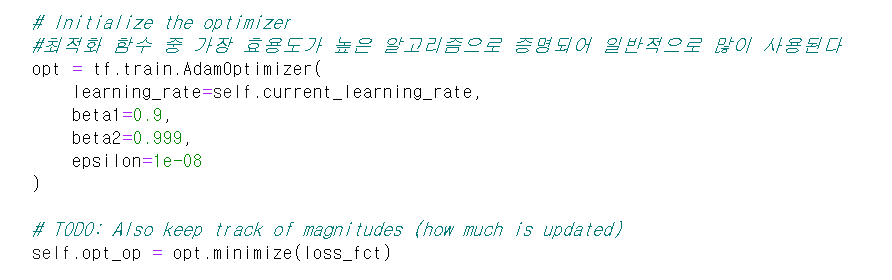 # Initialize the optimizer
#최적화 함수 중 가장 효용도가 높은 알고리즘으로 증명되어 일반적으로 많이 사용된다
opt = tf.train.AdamOptimizer(
    learning_rate=self.current_learning_rate,
    beta1=0.9,
    beta2=0.999,
    epsilon=1e-08
)
# TODO: Also keep track of magnitudes (how much is updated)
self.opt_op = opt.minimize(loss_fct)